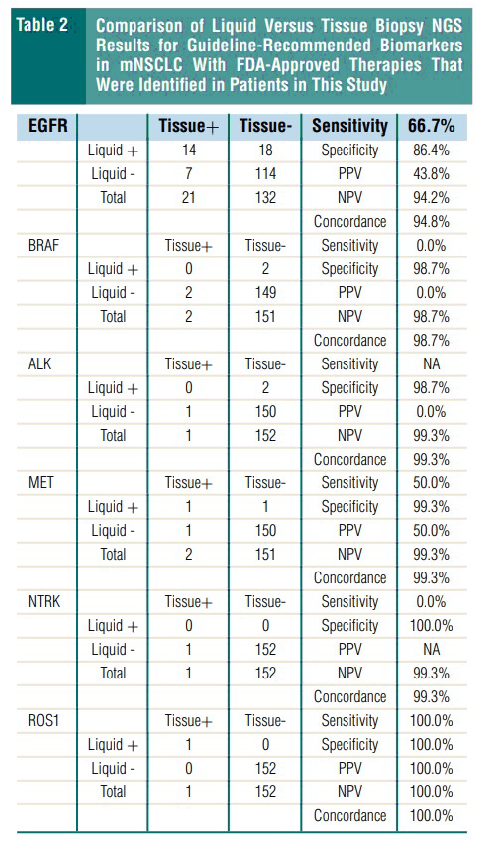 Table 2
Comparison of Liquid Versus Tissue Biopsy NGS
Results for Guideline-Recommended Biomarkers
in mNSCLC With FDA-Approved Therapies That
Were Identified in Patients in This Study
EGFR Tissue+ Tissue- Sensitivity 66.7%
Liquid + 14 18 Specificity 86.4%
Liquid - 7 114 PPV 43.8%
Total 21 132 NPV 94.2%
Concordance 94.8%
BRAF Tissue+ Tissue- Sensitivity 0.0%
Liquid + 0 2 Specificity 98.7%
Liquid - 2 149 PPV 0.0%
Total 2 151 NPV 98.7%
Concordance 98.7%
ALK Tissue+ Tissue- Sensitivity NA
Liquid + 0 2 Specificity 98.7%
Liquid - 1 150 PPV 0.0%
Total 1 152 NPV 99.3%
Concordance 99.3%
MET Tissue+ Tissue- Sensitivity 50.0%
Liquid + 1 1 Specificity 99.3%
Liquid - 1 150 PPV 50.0%
Total 2 151 NPV 99.3%
Concordance 99.3%
NTRK Tissue+ Tissue- Sensitivity 0.0%
Liquid + 0 0 Specificity 100.0%
Liquid - 1 152 PPV NA
Total 1 152 NPV 99.3%
Concordance 99.3%
ROS1 Tissue+ Tissue- Sensitivity 100.0%
Liquid + 1 0 Specificity 100.0%
Liquid - 0 152 PPV 100.0%
Total 1 152 NPV 100.0%
Concordance 100.0%